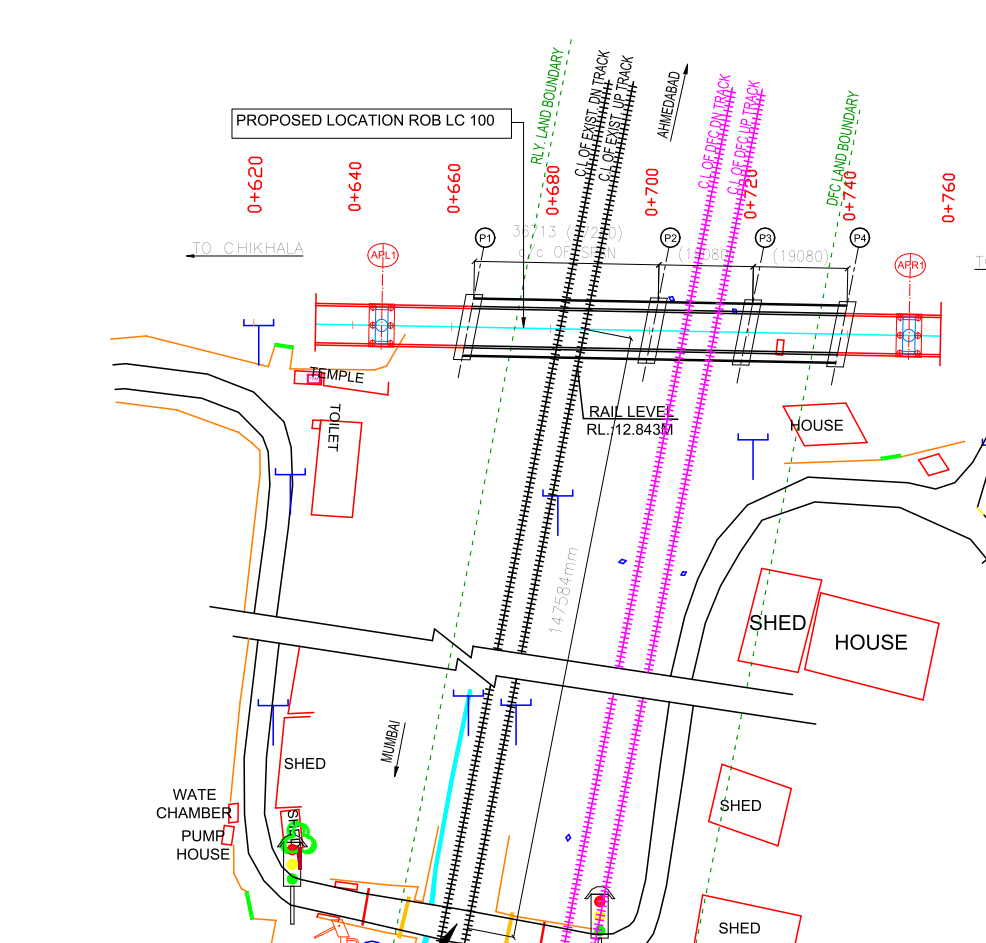 PROPOSED LOCATION ROB LC 100
RLY. LAND BOUNDARY
C.L OF EXIST. DN TRACK
C.L OF EXIST. UP TRACK
AHMEDABAD
C.L OF DFC DN TRACK
OF DFC UP TRACK
DFC LAND BOUNDARY
0+620
0+640
0+660
0+680
0+700
0+720
0+740
0+760
TO CHIKHALA
APL1
P1
P2
P3
P4
c/c OF SPAN
(19080)
APR1
TEMPLE
TOILET
RAIL LEVEL
RL.:12.843M
HOUSE
147584mm
SHED
HOUSE
MUMBAI
SHED
WATE
CHAMBER
PUMP
HOUSE
SHED
SHED
SHED